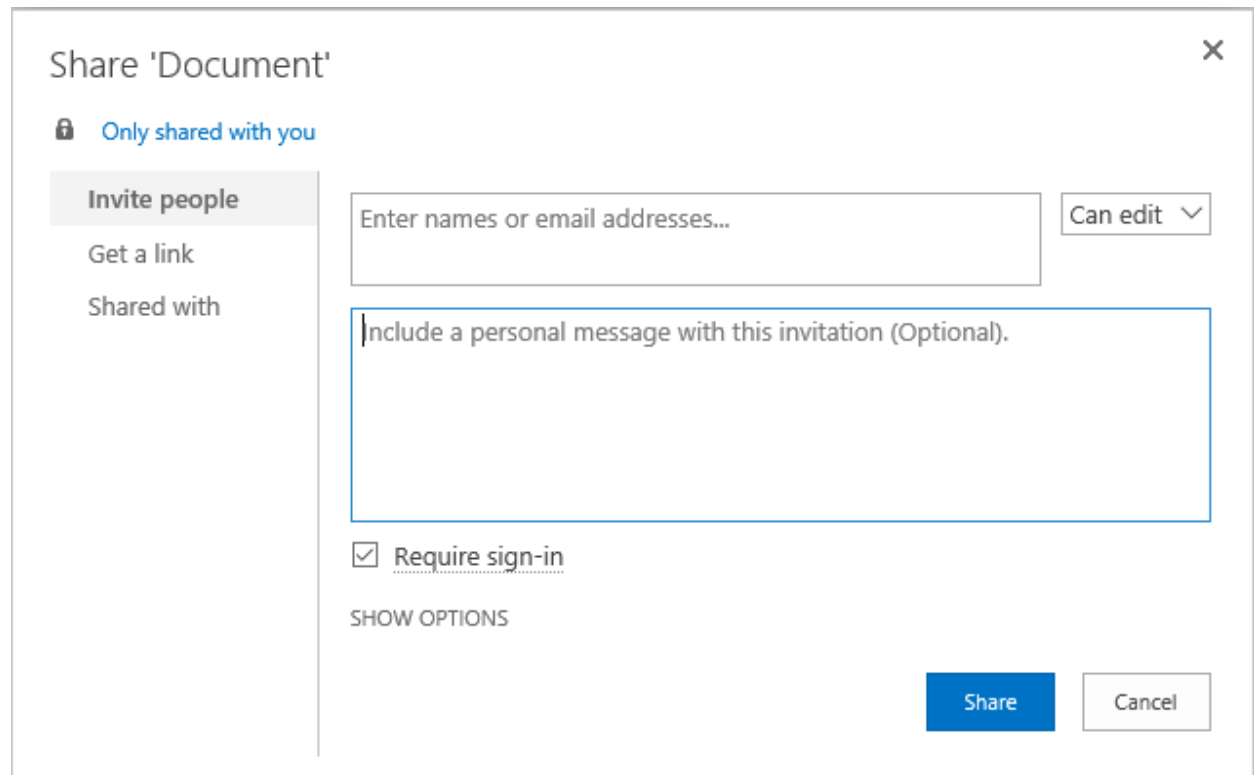 Share 'Document'
Only shared with you
Invite people
Get a link
Shared with
Enter names or email addresses...
Can edit
Include a personal message with this invitation (Optional).
Require sign-in
SHOW OPTIONS
Share
Cancel